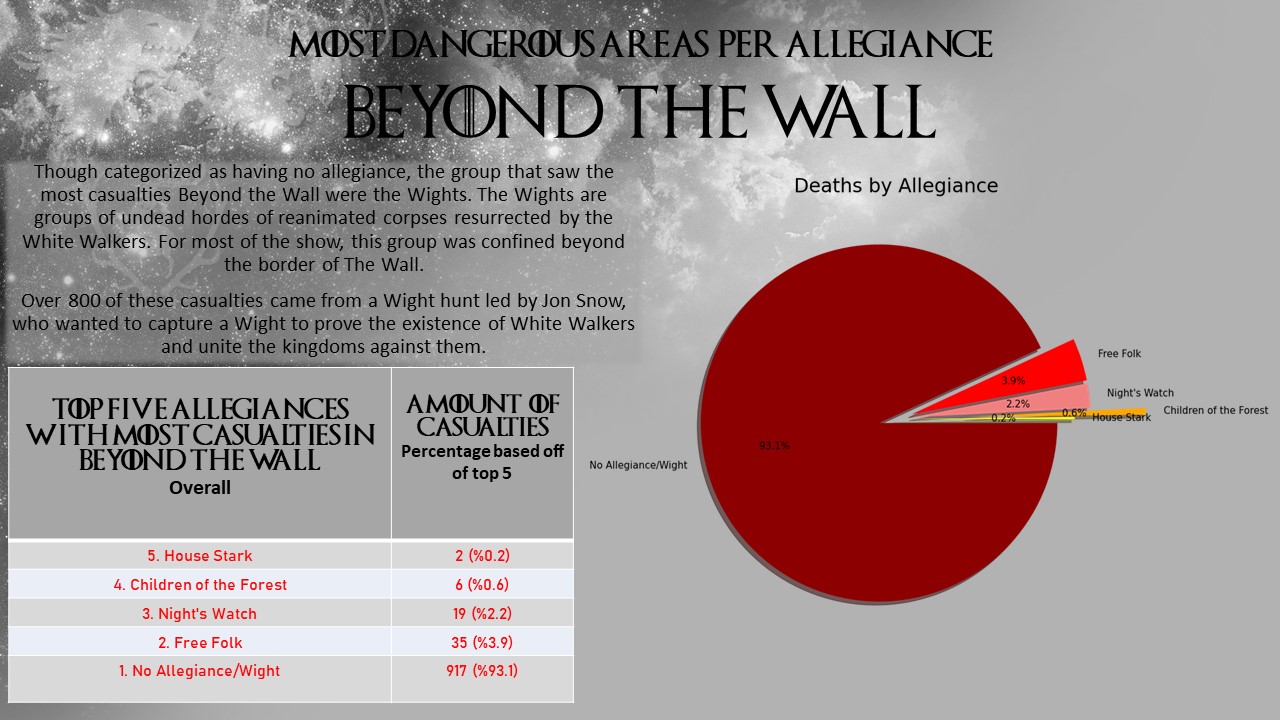 MOST DANGEROUS AREAS PER ALLEGIANCE
BEYOND THE WALL
Though categorized as having no allegiance, the group that saw the
most casualties Beyond the Wall were the Wights. The Wights are
groups of undead hordes of reanimated corpses resurrected by the
White Walkers. For most of the show, this group was confined beyond
the border of The Wall.
Over 800 of these casualties came from a Wight hunt led by Jon Snow,
who wanted to capture a Wight to prove the existence of White Walkers
and unite the kingdoms against them.
TOP FIVE ALLEGIANCES
WITH MOST CASUALTIES IN
BEYOND THE WALL
Overall
AMOUNT OF
CASUALTIES
Percentage based off
of top 5
5. House Stark 2 (%0.2)
4. Children of the Forest 6 (%0.6)
3. Night's Watch 19 (%2.2)
2. Free Folk 35 (%3.9)
1. No Allegiance/Wight 917 (%93.1)
Deaths by Allegiance
Free Folk
3.9%
Night's Watch
2.2%
Children of the Forest
0.6%
House Stark
0.2%
93.1%
No Allegiance/Wight